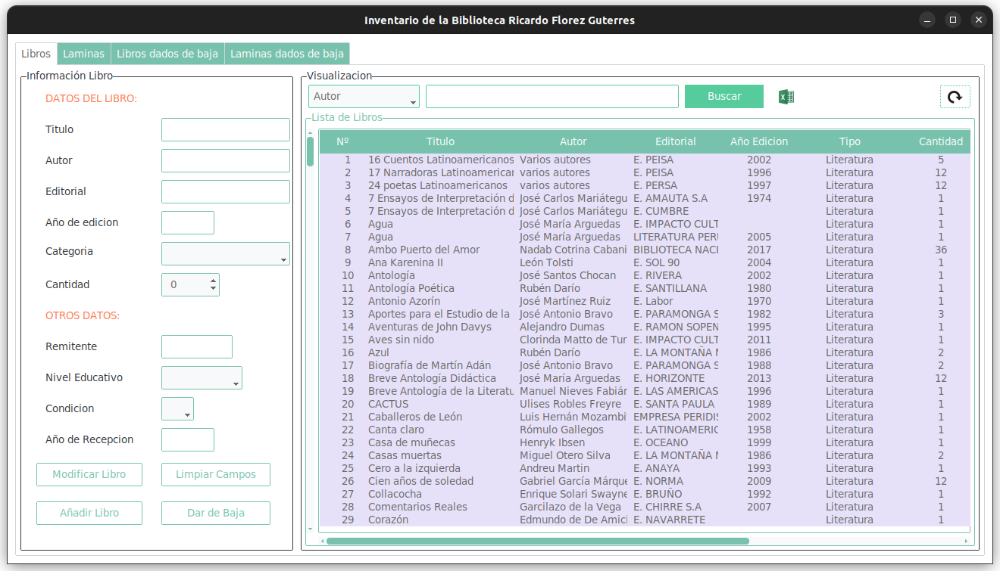 Inventario de la Biblioteca Ricardo Florez Guterres
Libros Laminas Libros dados de baja Laminas dados de baja
Información Libro
DATOS DEL LIBRO:
Titulo
Autor
Editorial
Año de edicion
Categoria
Cantidad 0
OTROS DATOS:
Remitente
Nivel Educativo
Condicion
Año de Recepcion
Modificar Libro Limpiar Campos
Añadir Libro Dar de Baja
Visualizacion
Autor Buscar
Lista de Libros
Nº Titulo Autor Editorial Año Edicion Tipo Cantidad
1 16 Cuentos Latinoamericanos Varios autores E. PEISA 2002 Literatura 5
2 17 Narradoras Latinoamerican varios autores E. PEISA 1996 Literatura 12
3 24 poetas Latinoamericanos varios autores E. PERSA 1997 Literatura 12
4 7 Ensayos de Interpretación d José Carlos Mariátegu E. AMAUTA S.A 1974 Literatura 1
5 7 Ensayos de Interpretación d José Carlos Mariátegu E. CUMBRE Literatura 1
6 Agua José María Arguedas E. IMPACTO CULT Literatura 1
7 Agua José María Arguedas LITERATURA PERU 2005 Literatura 1
8 Ambo Puerto del Amor Nadab Cotrina Cabani BIBLIOTECA NACI 2017 Literatura 36
9 Ana Karenina II León Tolsti E. SOL 90 2004 Literatura 1
10 Antología José Santos Chocan E. RIVERA 2002 Literatura 1
11 Antología Poética Rubén Darío E. SANTILLANA 1980 Literatura 1
12 Antonio Azorín José Martínez Ruiz E. Labor 1970 Literatura 1
13 Aportes para el Estudio de la José Antonio Bravo E. PARAMONGA S 1982 Literatura 3
14 Aventuras de John Davys Alejandro Dumas E. RAMON SOPEN 1995 Literatura 1
15 Aves sin nido Clorinda Matto de Tur E. IMPACTO CULT 2011 Literatura 1
16 Azul Rubén Darío E. LA MONTAÑA M 1986 Literatura 2
17 Biografía de Martín Adán José Antonio Bravo E. PARAMONGA S 1988 Literatura 2
18 Breve Antología Didáctica José María Arguedas E. HORIZONTE 2013 Literatura 12
19 Breve Antología de la Literatu Manuel Nieves Fabián E. LAS AMERICAS 1996 Literatura 1
20 CACTUS Ulises Robles Freyre E. SANTA PAULA 1989 Literatura 1
21 Caballeros de León Luis Hernán Mozambi EMPRESA PERIDIS 2002 Literatura 1
22 Canta claro Rómulo Gallegos E. LATINOAMERIC 1958 Literatura 1
23 Casa de muñecas Henryk Ibsen E. OCEANO 1999 Literatura 1
24 Casas muertas Miguel Otero Silva E. LA MONTAÑA M 1986 Literatura 2
25 Cero a la izquierda Andreu Martin E. ANAYA 1993 Literatura 1
26 Cien años de soledad Gabriel García Márque E. NORMA 2009 Literatura 12
27 Collacocha Enrique Solari Swayne E. BRUÑO 1992 Literatura 1
28 Comentarios Reales Garcilazo de la Vega E. CHIRRE S.A 2007 Literatura 1
29 Corazón Edmundo de De Amici E. NAVARRETE Literatura 1